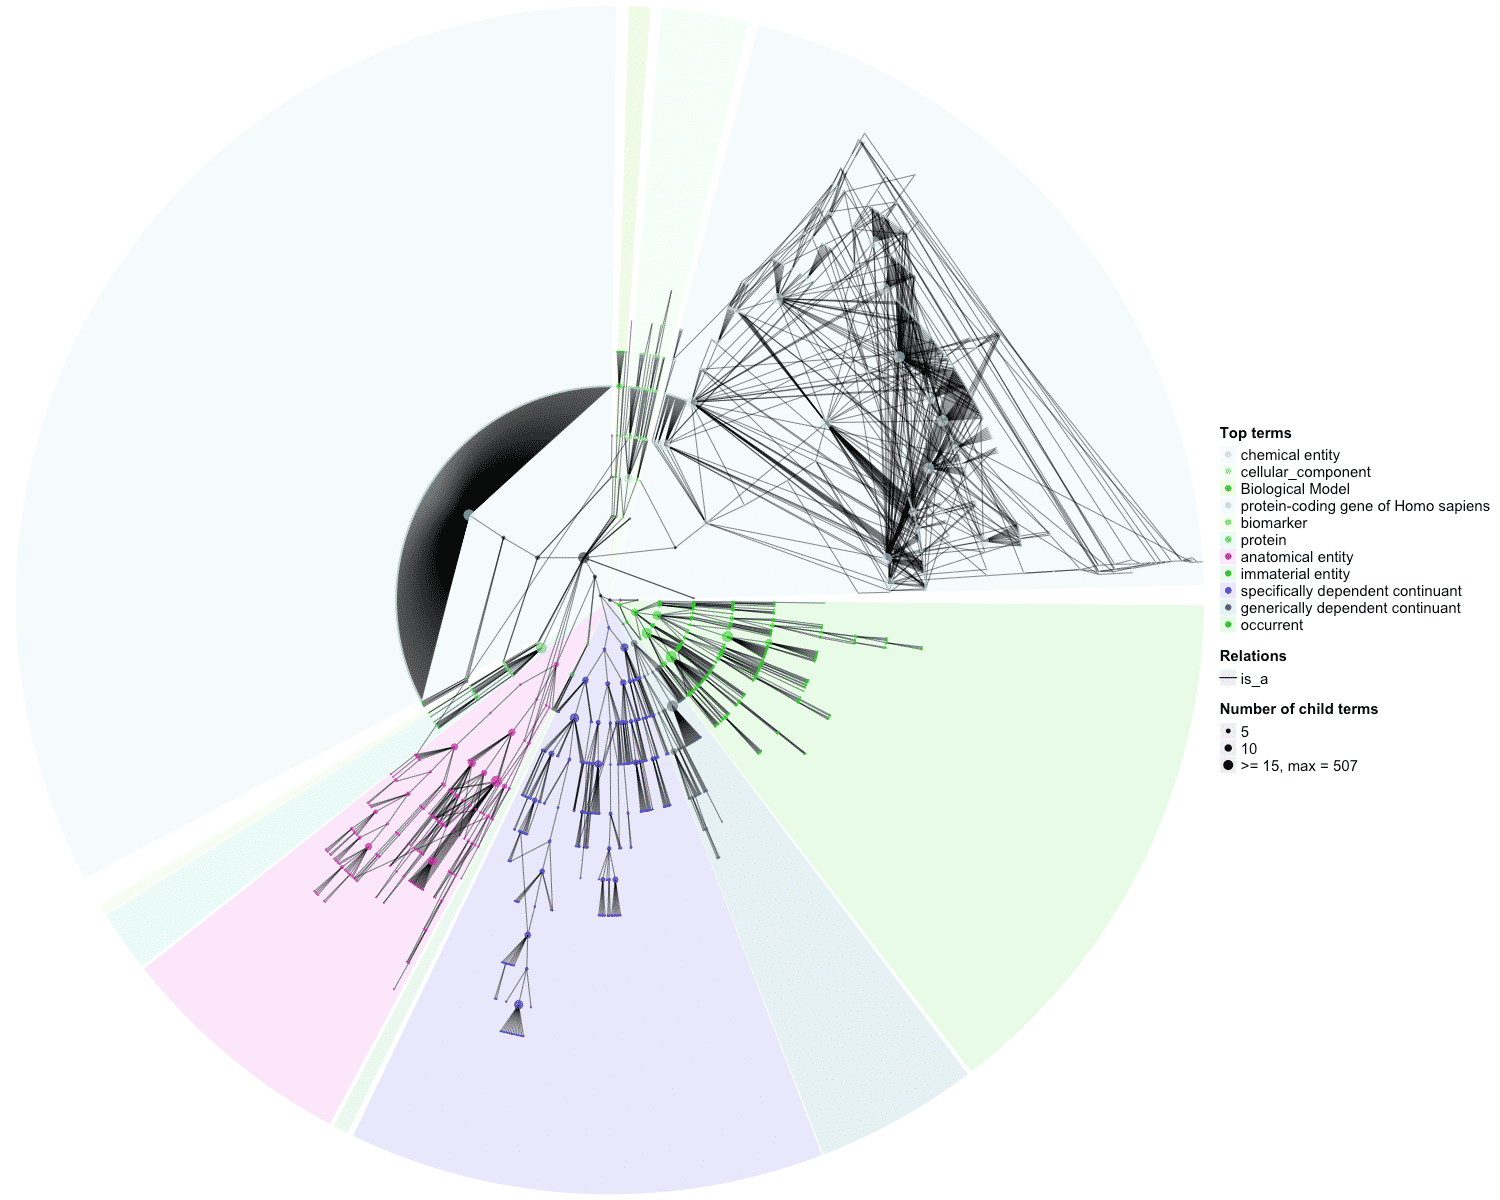 Top terms
chemical entity
cellular_component
Biological Model
protein-coding gene of Homo sapiens
biomarker
protein
anatomical entity
immaterial entity
specifically dependent continuant
generically dependent continuant
occurrent
Relations
is_a
Number of child terms
5
10
>= 15, max = 507